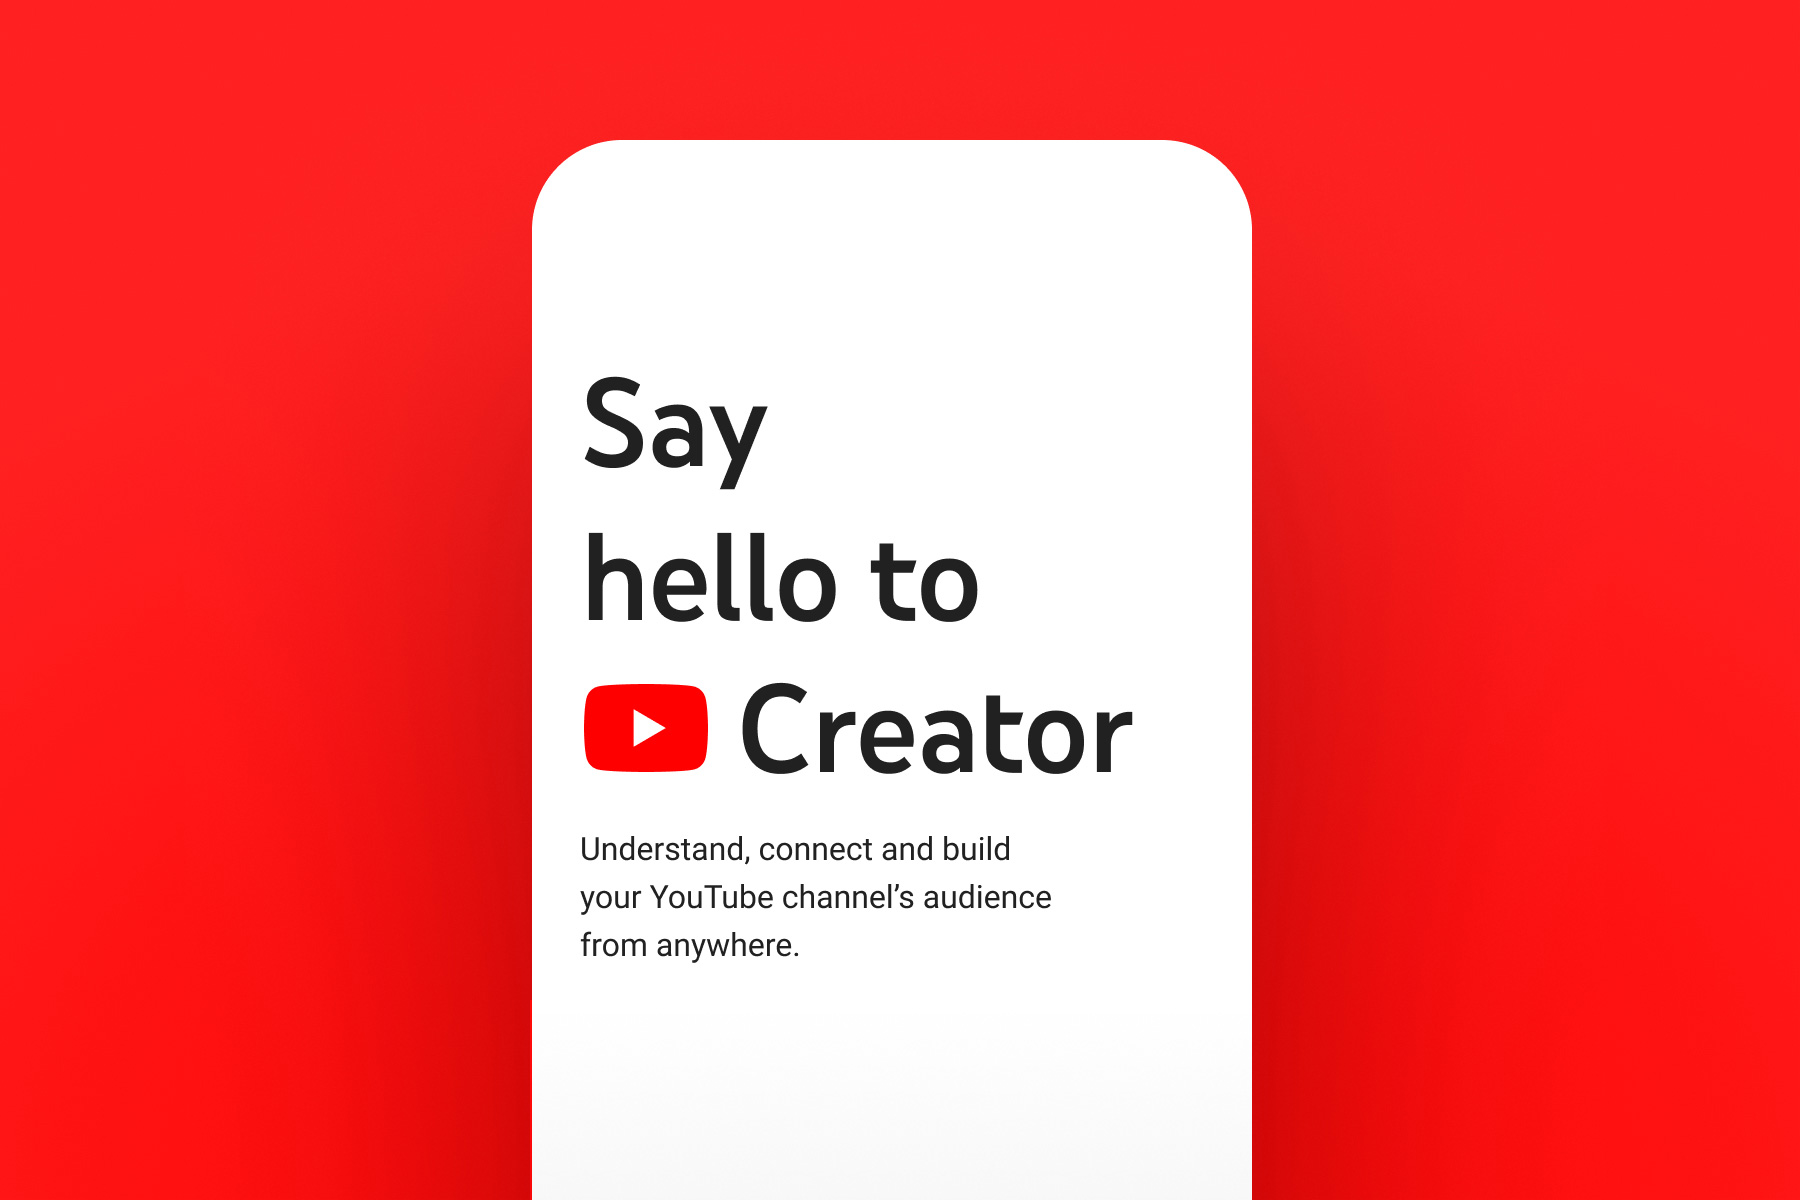 Say
hello to
Creator
Understand, connect and build
your YouTube channel’s audience
from anywhere.